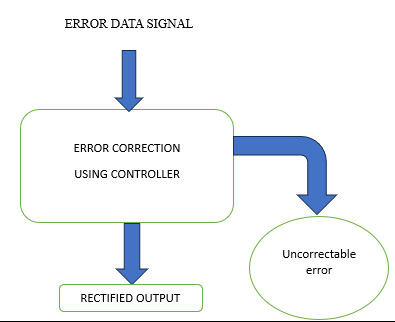 ERROR DATA SIGNAL
ERROR CORRECTION
USING CONTROLLER
Uncorrectable
error
RECTIFIED OUTPUT